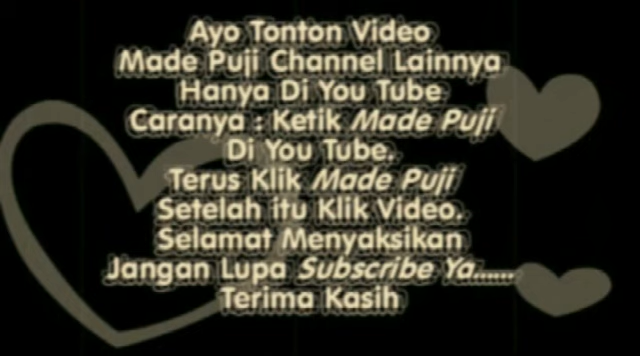 Ayo Tonton Video
Made Puji Channel Lainnya
Hanya Di You Tube
Caranya : Ketik Made Puji
Di You Tube.
Terus Klik Made Puji
Setelah itu Klik Video.
Selamat Menyaksikan
Jangan Lupa Subscribe Ya......
Terima Kasih